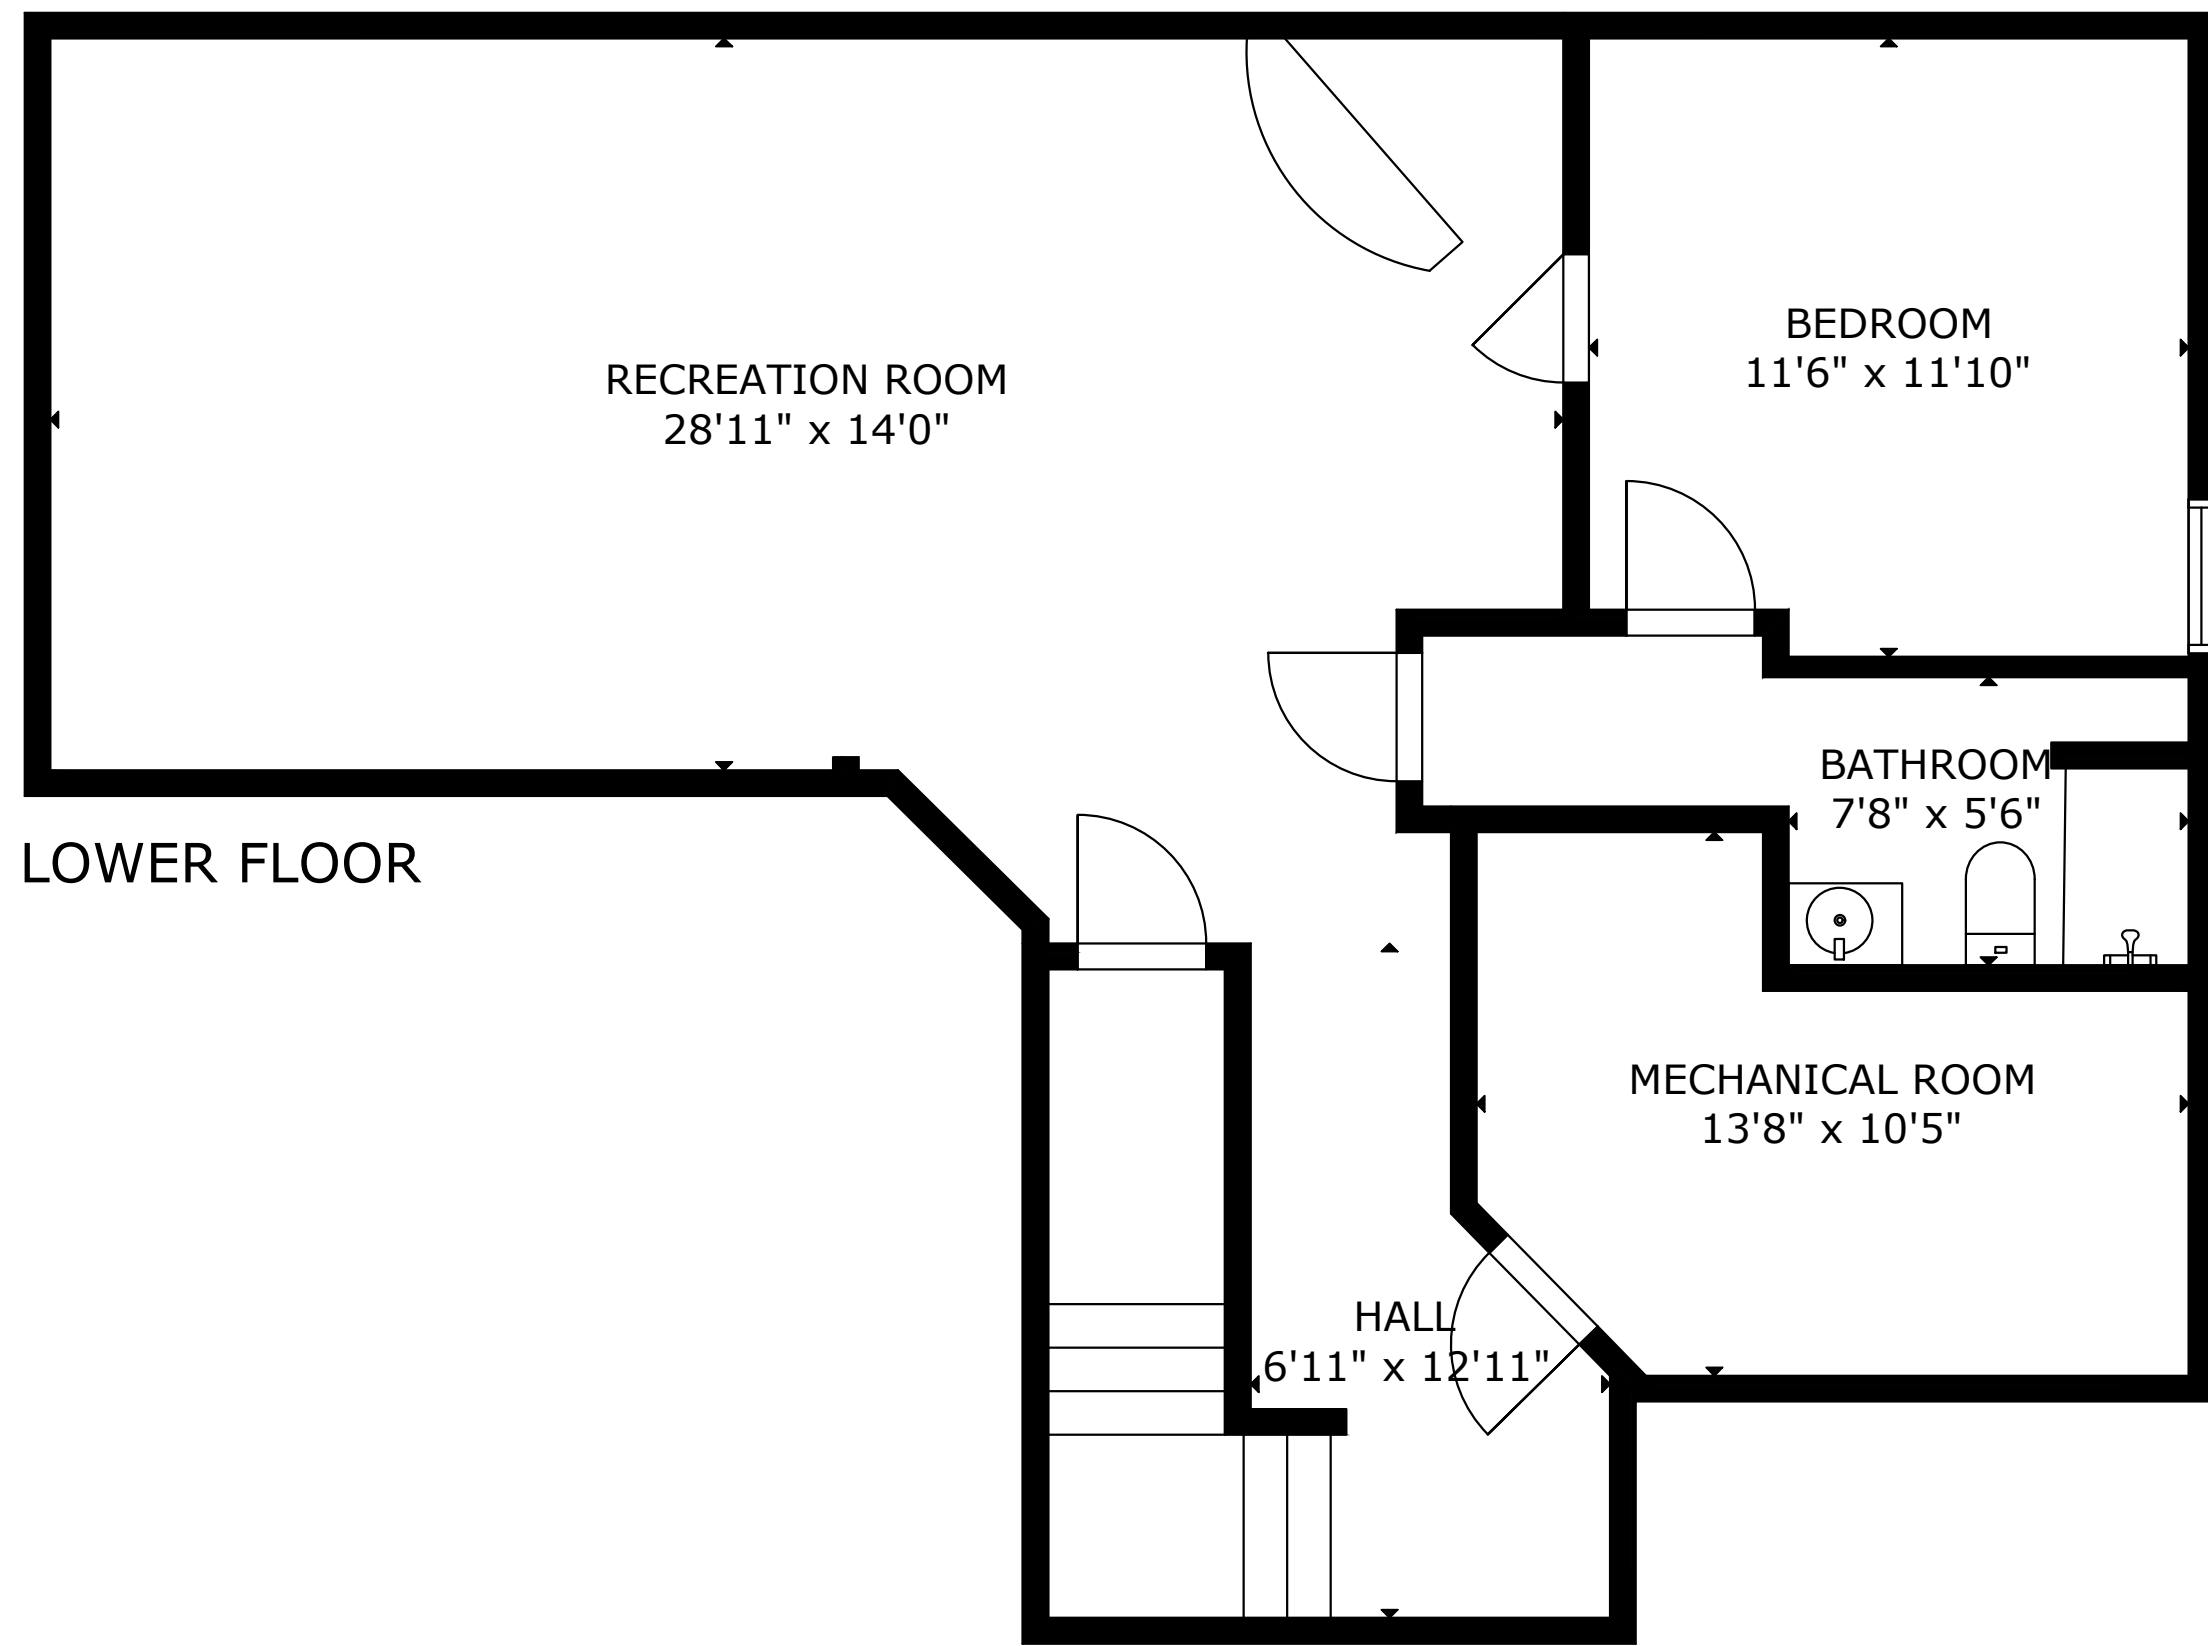 RECREATION ROOM
28'11" x 14'0"
BEDROOM
11'6" x 11'10"
BATHROOM
7'8" x 5'6"
LOWER FLOOR
MECHANICAL ROOM
13'8" x 10'5"
HALL
6'11" x 12'11"